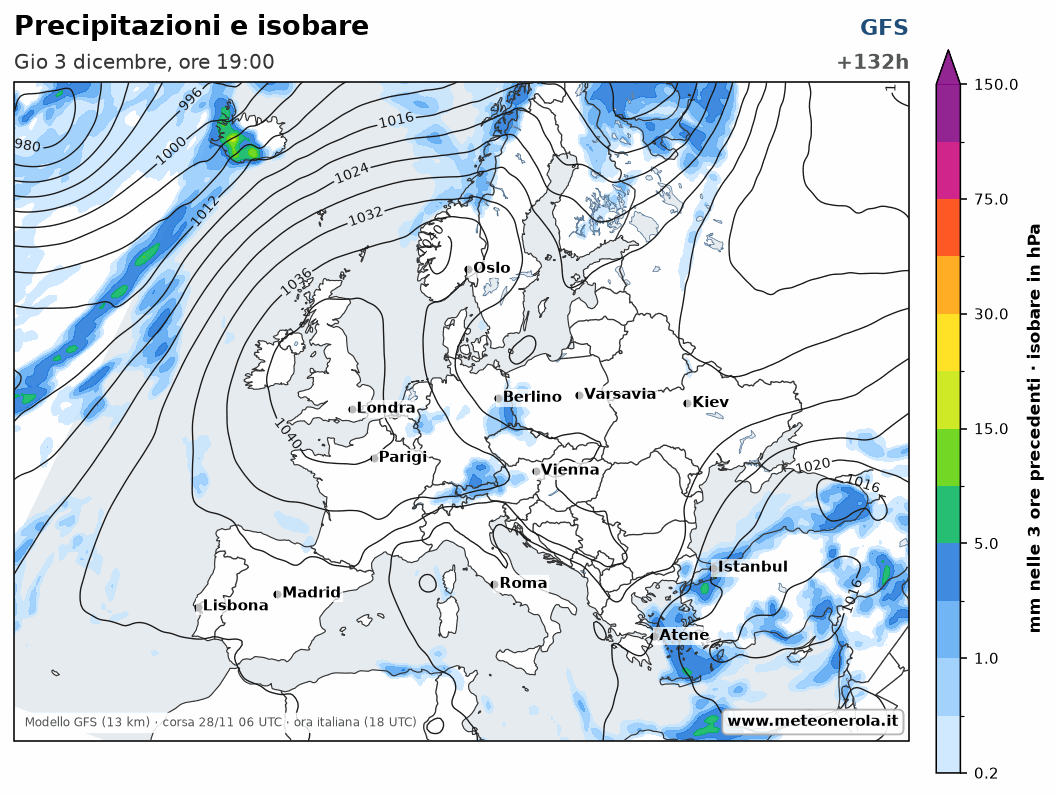 Precipitazioni e isobare
GFS
Gio 3 dicembre, ore 19:00
+132h
996
980
1000
1016
1012
1024
1032
1040
1036
1040
1020
1016
1016
1
Oslo
Londra
Berlino
Varsavia
Kiev
Parigi
Vienna
Istanbul
Roma
Madrid
Lisbona
Atene
Modello GFS (13 km) · corsa 28/11 06 UTC · ora italiana (18 UTC)
www.meteonerola.it
150.0
75.0
30.0
15.0
5.0
1.0
0.2
mm nelle 3 ore precedenti · isobare in hPa